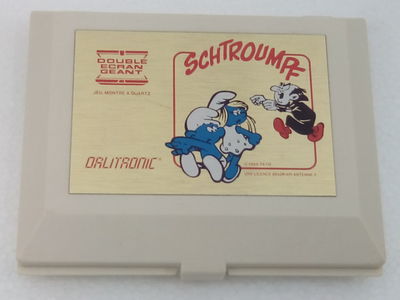 DOUBLE
ECRAN
GEANT
JEU, MONTRE A QUARTZ
SCHTROUMPF
ORLITRONIC